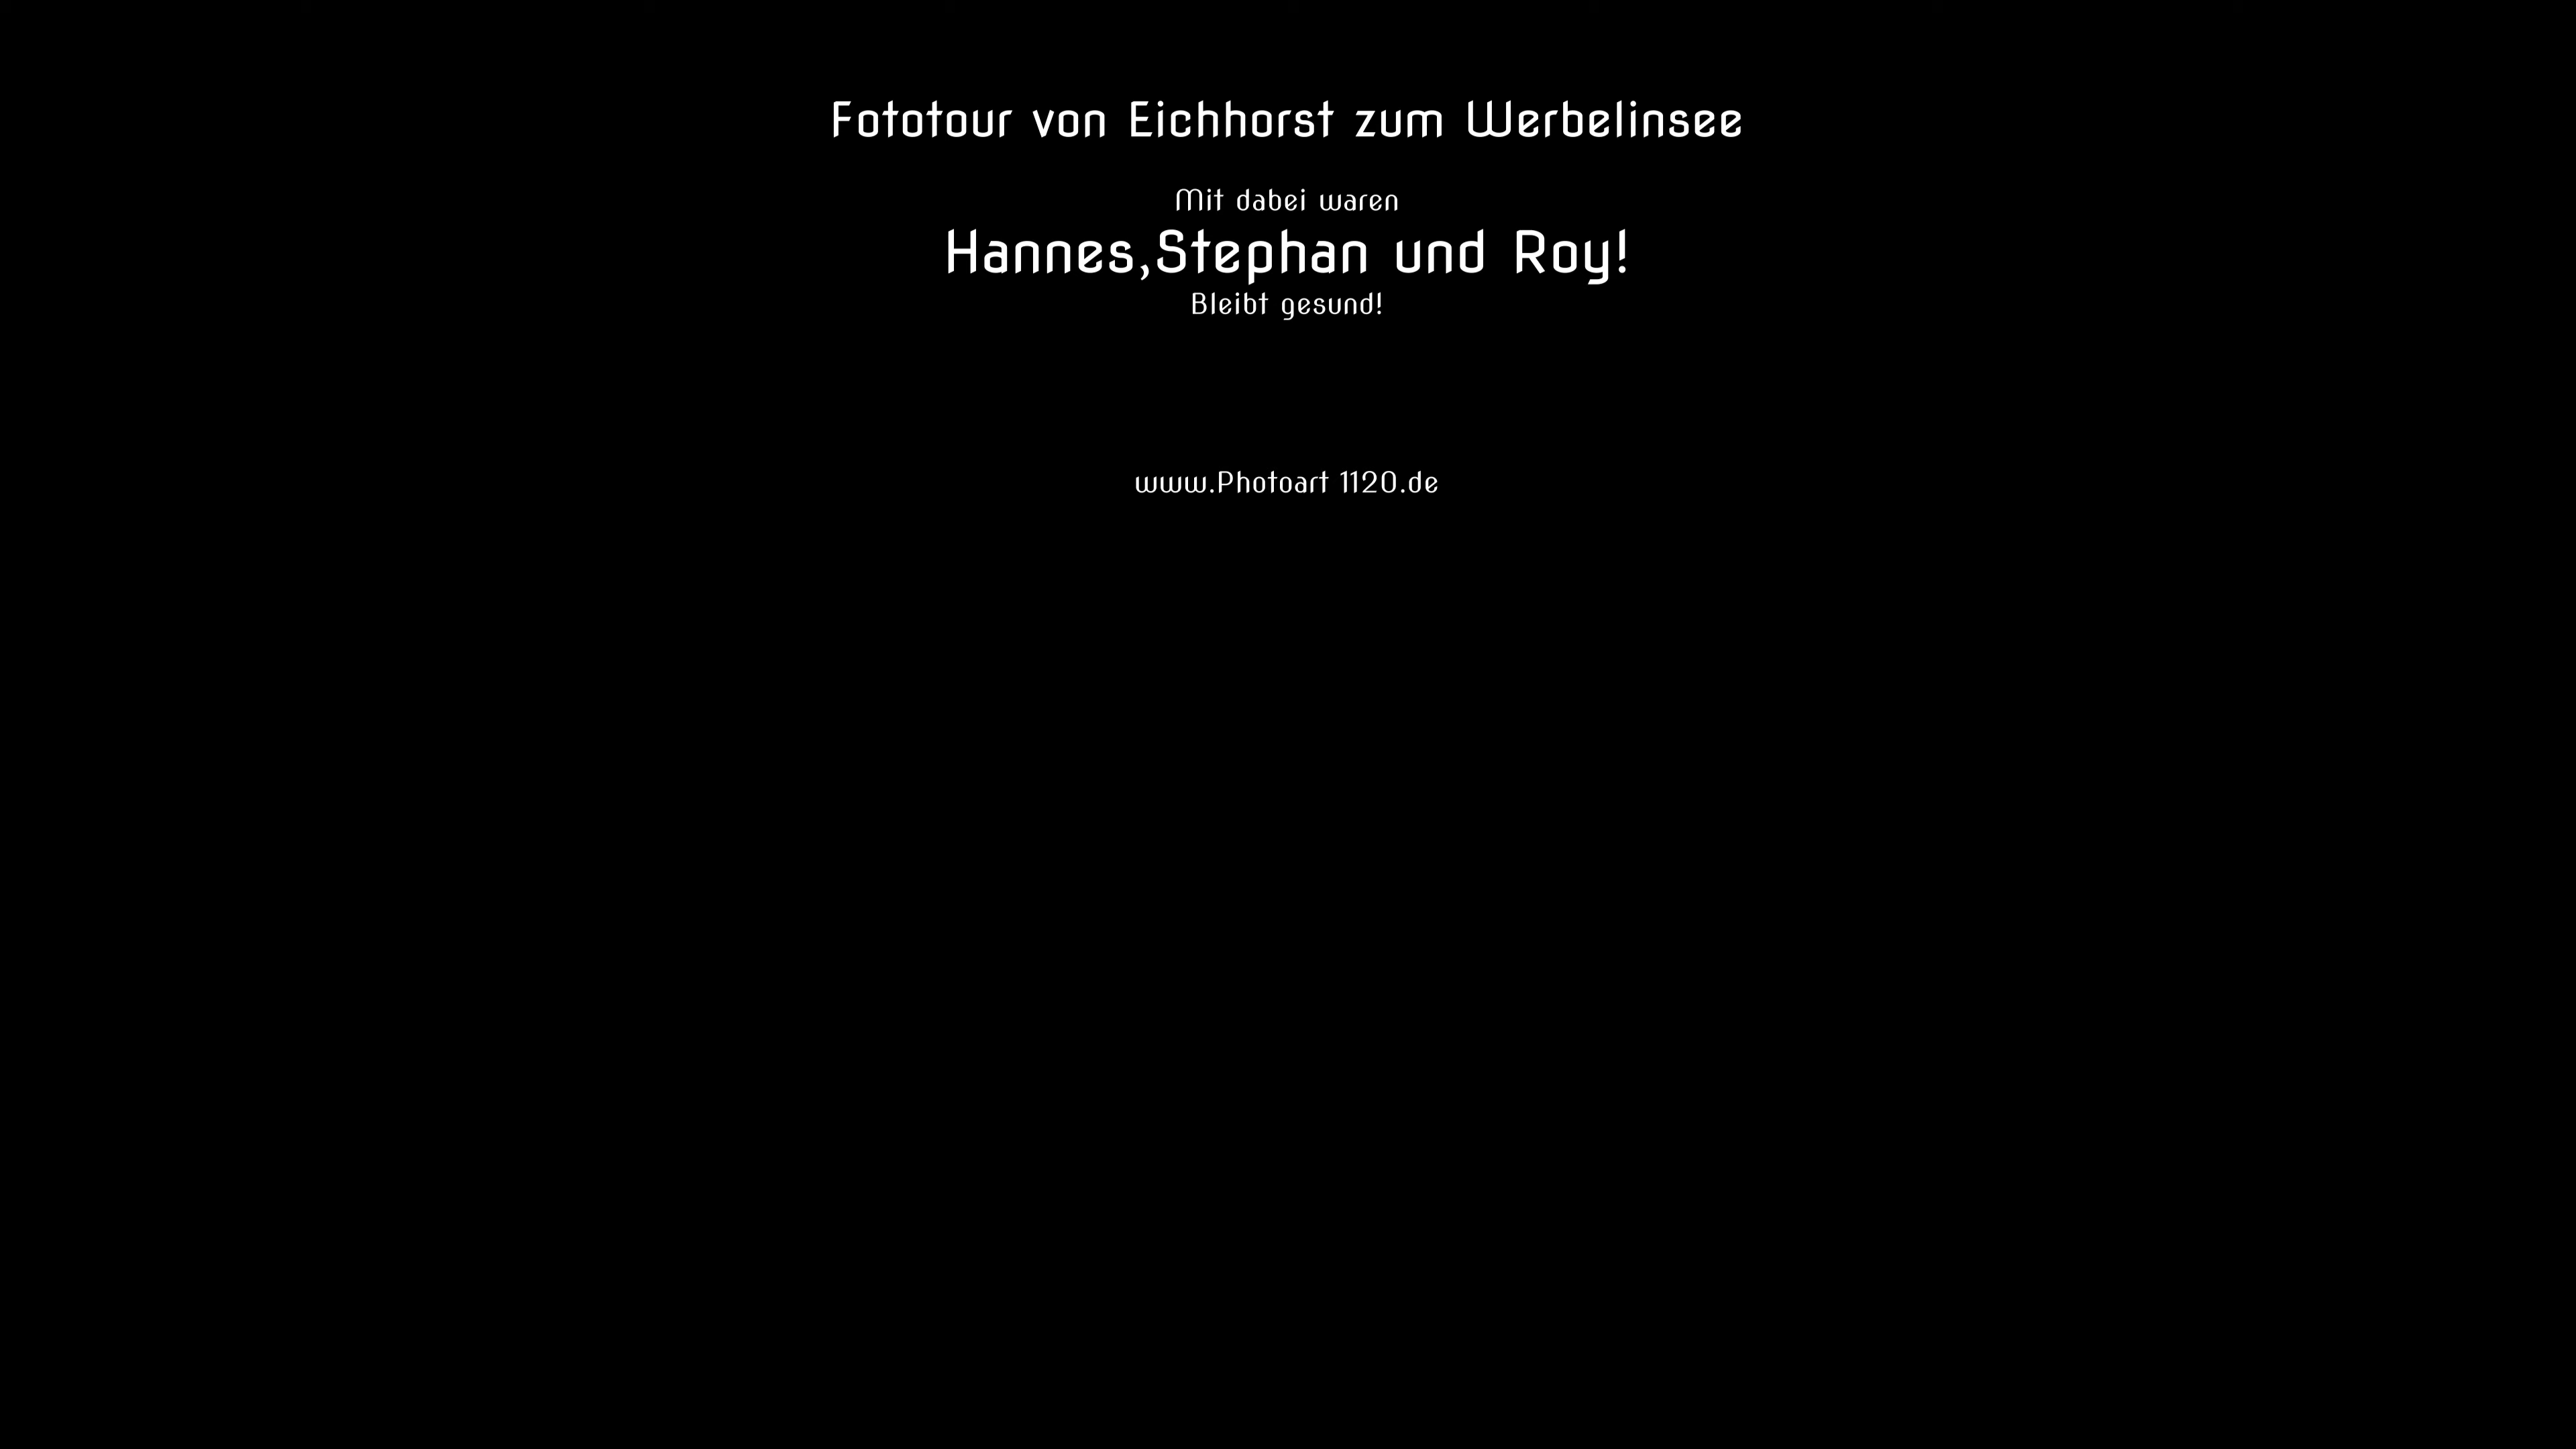 Fototour von Eichhorst zum Werbelinsee
Mit dabei waren
Hannes,Stephan und Roy!
Bleibt gesund!
www.Photoart 1120.de